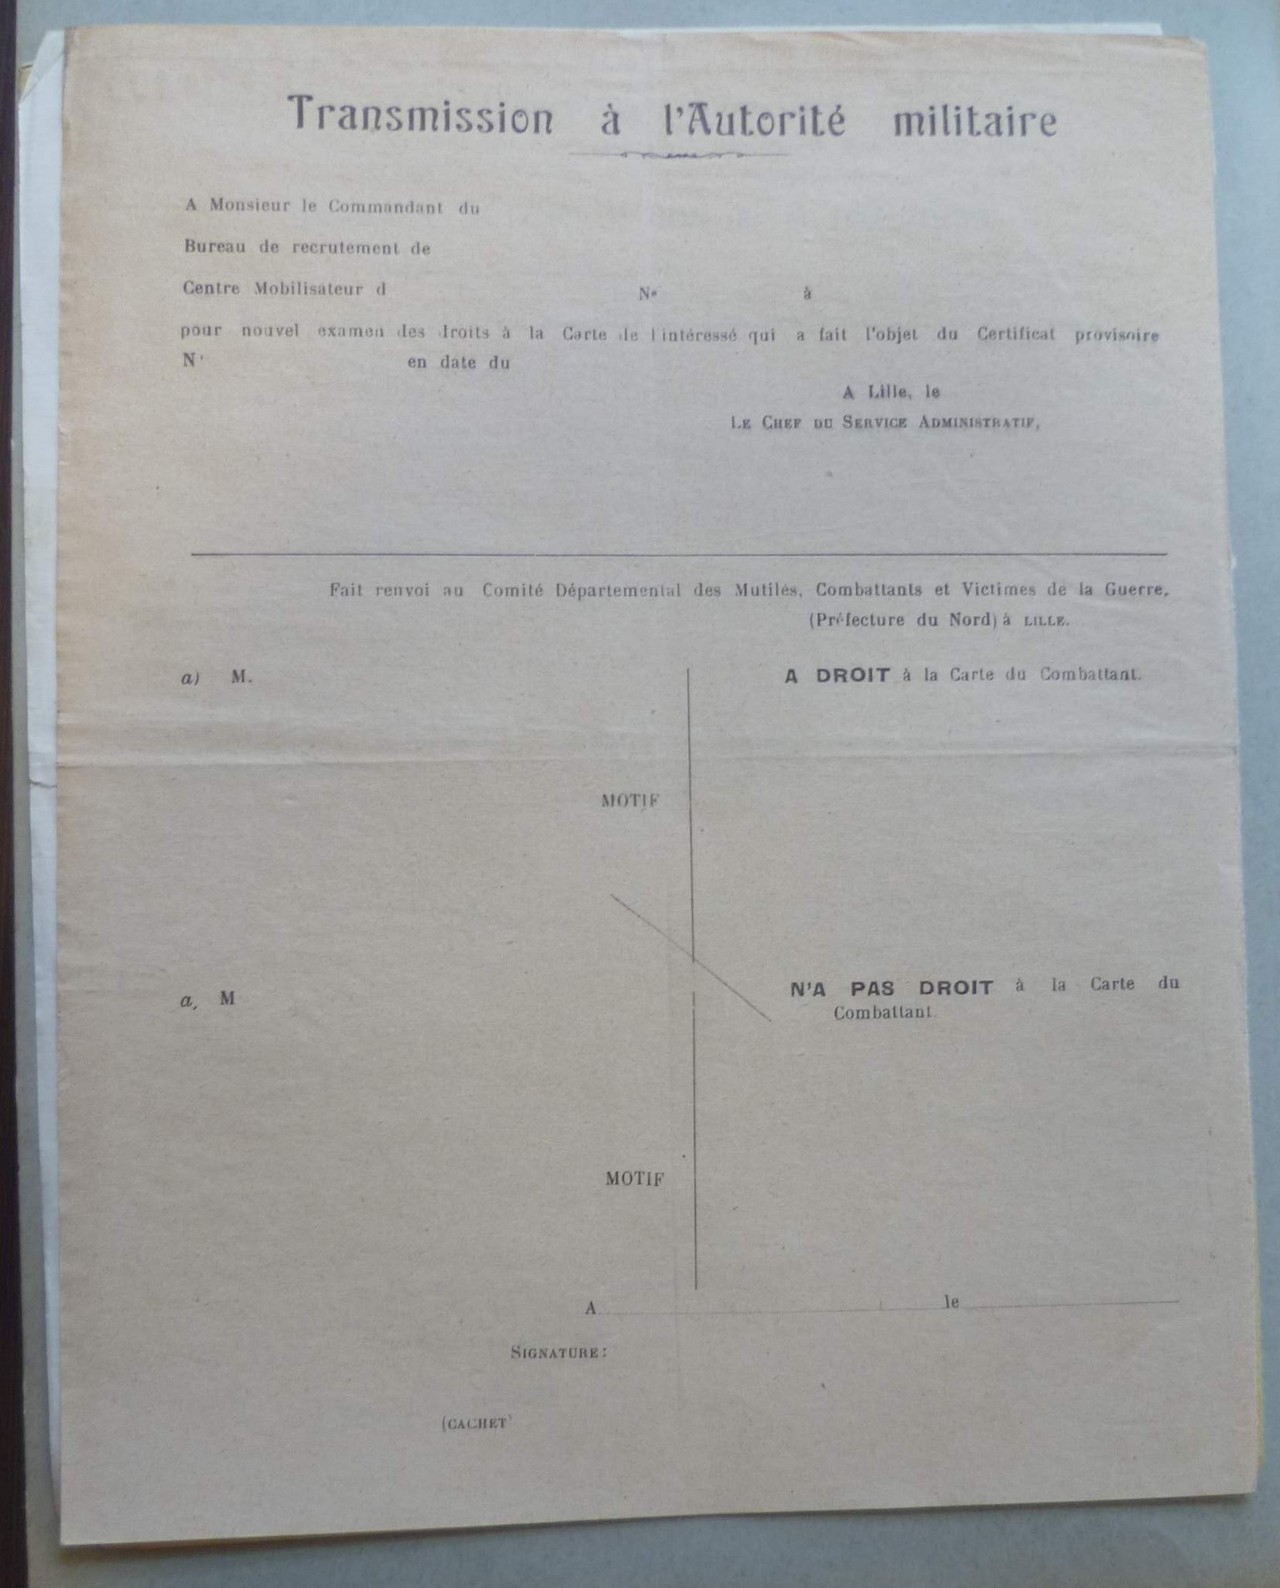 Transmission à l'Autorité militaire
A Monsieur le Commandant du
Bureau de recrutement de
Centre Mobilisateur d N° à
pour nouvel examen des droits à la Carte de l'intéressé qui a fait l'objet du Certificat provisoire
N° en date du
A Lille, le
LE CHEF DU SERVICE ADMINISTRATIF,
Fait renvoi au Comité Départemental des Mutilés, Combattants et Victimes de la Guerre,
(Préfecture du Nord) à LILLE.
a) M. A DROIT à la Carte du Combattant.
MOTIF
a, M N'A PAS DROIT à la Carte du
Combattant.
MOTIF
A le
SIGNATURE:
(CACHET)